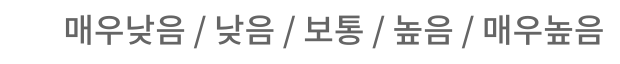 매우낮음 / 낮음 / 보통 / 높음 / 매우높음